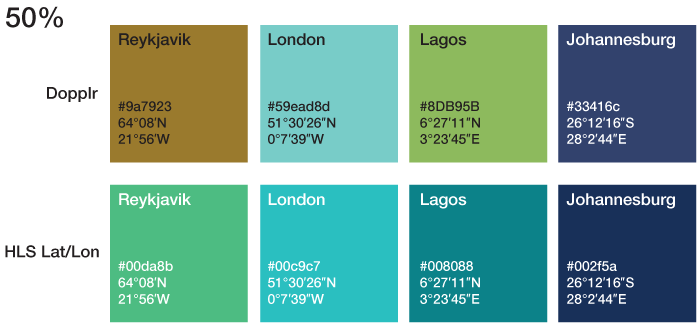 50%
Dopplr
Reykjavik
#9a7923
64°08'N
21°56'W
London
#59ead8d
51°30'26"N
0°7'39"W
Lagos
#8DB95B
6°27'11"N
3°23'45"E
Johannesburg
#33416c
26°12'16"S
28°2'44"E
HLS Lat/Lon
Reykjavik
#00da8b
64°08'N
21°56'W
London
#00c9c7
51°30'26"N
0°7'39"W
Lagos
#008088
6°27'11"N
3°23'45"E
Johannesburg
#002f5a
26°12'16"S
28°2'44"E